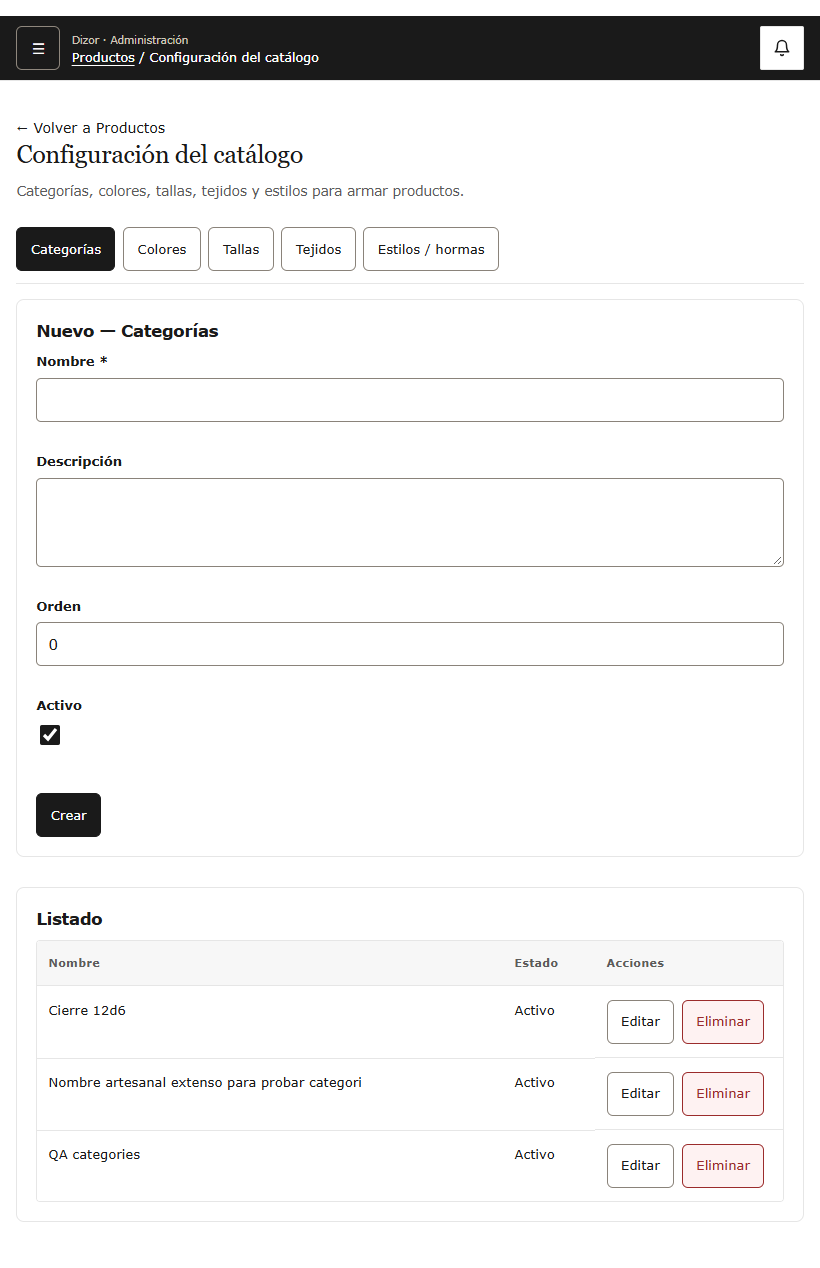 ☰
Dizor · Administración
Productos / Configuración del catálogo
← Volver a Productos
Configuración del catálogo
Categorías, colores, tallas, tejidos y estilos para armar productos.
Categorías Colores Tallas Tejidos Estilos / hormas
Nuevo — Categorías
Nombre *
Descripción
Orden
0
Activo
Crear
Listado
Nombre Estado Acciones
Cierre 12d6 Activo Editar Eliminar
Nombre artesanal extenso para probar categori Activo Editar Eliminar
QA categories Activo Editar Eliminar